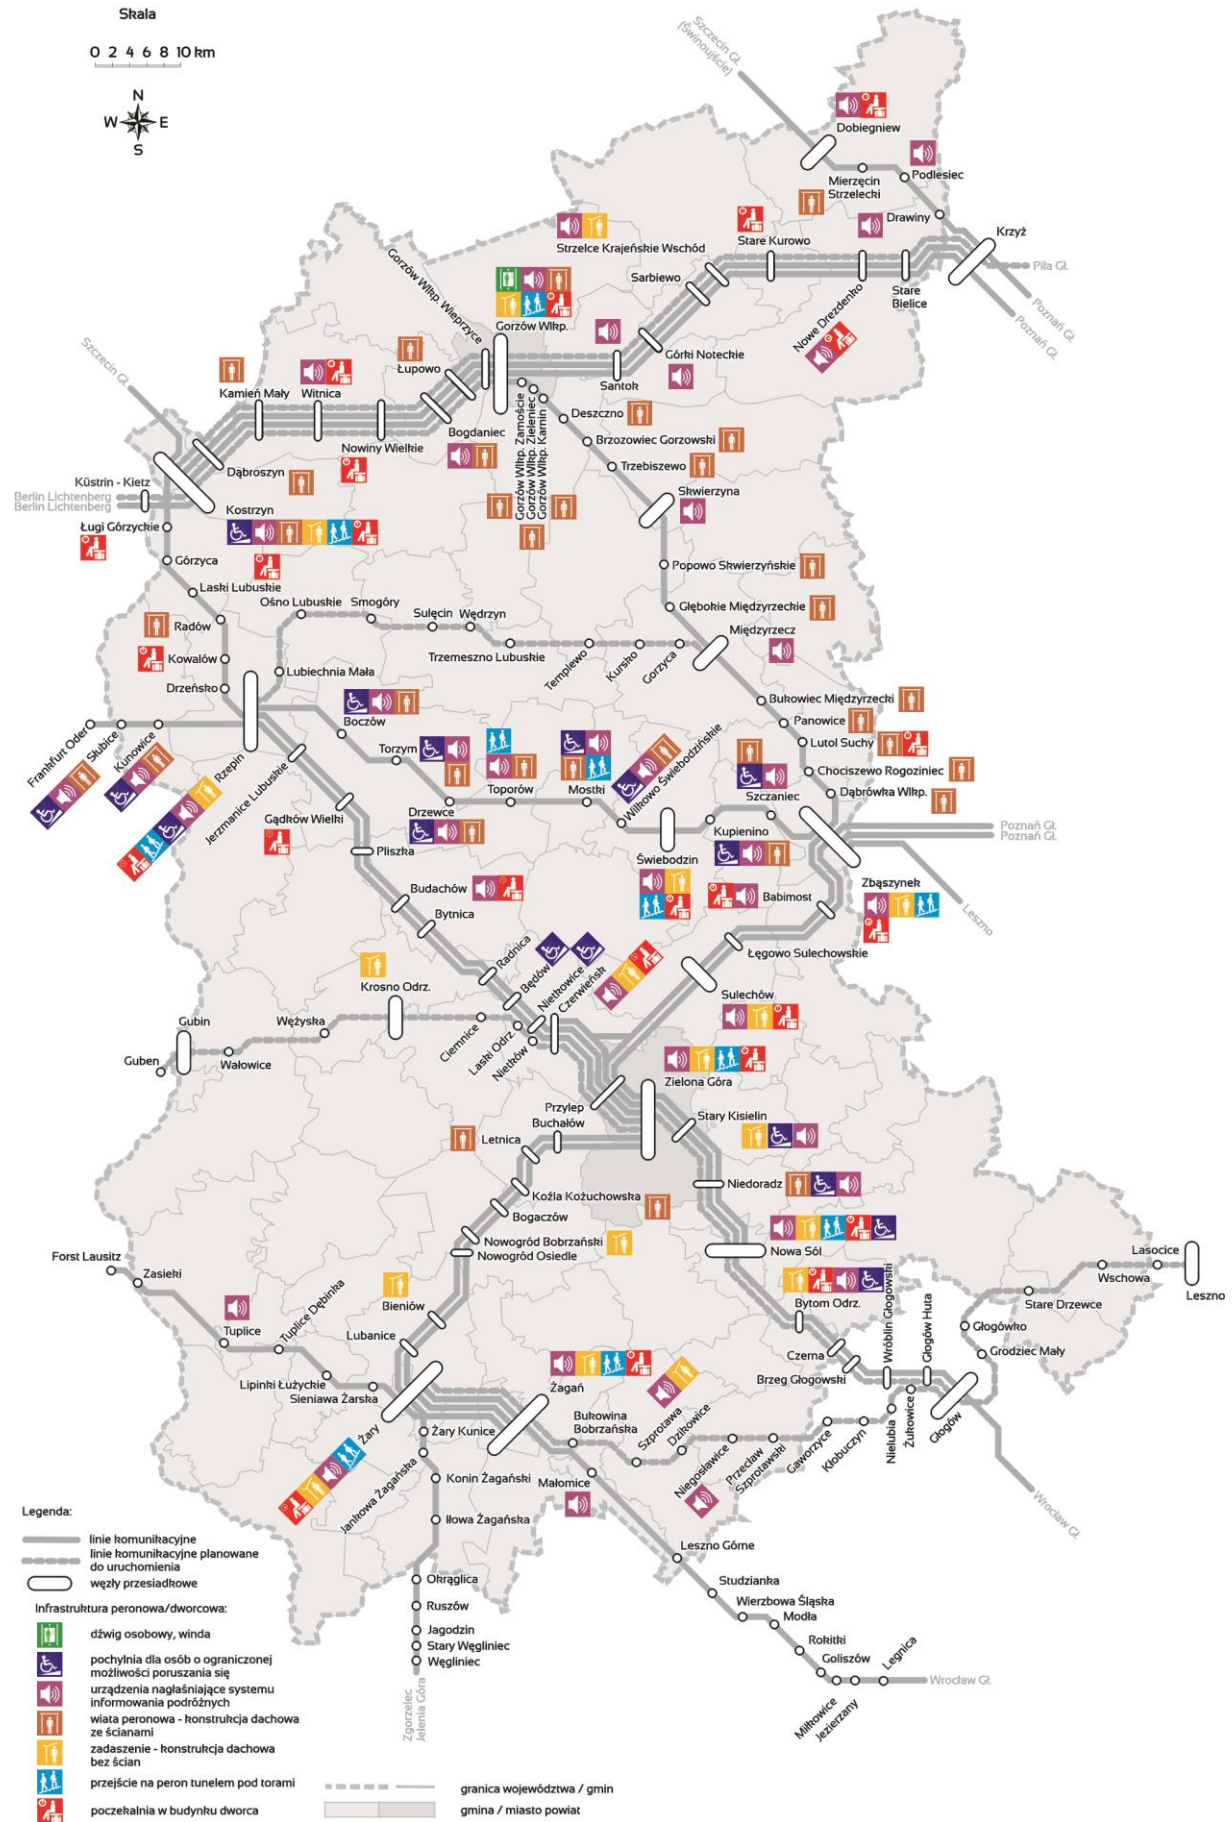 Skala
0 2 4 6 8 10 km
N
W E
S
Szczecin Gł.
(Świnoujście)
Dobiegniew
Mierzęcin
Strzelecki
Podlesiec
Drawiny
Krzyż
Piła Gł.
Poznań Gł.
Poznań Gł.
Strzelce Krajeńskie Wschód
Stare Kurowo
Sarbiewo
Stare
Bielice
Nowe Drezdenko
Górki Noteckie
Santok
Gorzów Wlkp. Wieprzyce
Gorzów Wlkp.
Szczecin Gł.
Łupowo
Kamień Mały
Witnica
Nowiny Wielkie
Bogdaniec
Dąbroszyn
Gorzów Wlkp. Zamoście
Gorzów Wlkp. Zieleniec
Gorzów Wlkp. Karnin
Deszczno
Brzozowiec Gorzowski
Trzebiszewo
Skwierzyna
Küstrin - Kietz
Berlin Lichtenberg
Berlin Lichtenberg
Kostrzyn
Ługi Górzyckie
Górzyca
Laski Lubuskie
Radów
Kowalów
Drzeńsko
Ośno Lubuskie
Smogóry
Sulęcin
Wędrzyn
Trzemeszno Lubuskie
Templewo
Kursko
Gorzyca
Lubiechnia Mała
Popowo Skwierzyńskie
Głębokie Międzyrzeckie
Międzyrzecz
Bukowiec Międzyrzecki
Panowice
Lutol Suchy
Chociszewo Rogoziniec
Dąbrówka Wlkp.
Frankfurt Oder
Słubice
Kunowice
Rzepin
Jerzmanice Lubuskie
Boczów
Torzym
Drzewce
Toporów
Mostki
Wilkowo Świebodzińskie
Świebodzin
Szczaniec
Kupienino
Zbąszynek
Poznań Gł.
Poznań Gł.
Leszno
Babimost
Łęgowo Sulechowskie
Sulechów
Gądków Wielki
Pliszka
Budachów
Bytnica
Radnica
Będów
Nietkowice
Czerwieńsk
Krosno Odrz.
Gubin
Guben
Wałowice
Wężyska
Ciemnice
Laski Odrz.
Nietków
Przylep
Zielona Góra
Buchałów
Letnica
Stary Kisielin
Niedoradz
Koźla Kożuchowska
Bogaczów
Nowogród Bobrzański
Nowogród Osiedle
Nowa Sól
Bytom Odrz.
Bieniów
Lubanice
Forst Lausitz
Zasieki
Tuplice
Tuplice Dębinka
Lipinki Łużyckie
Sieniawa Żarska
Żary
Żagań
Czerna
Brzeg Głogowski
Wróblin Głogowski
Głogów Huta
Głogówko
Grodziec Mały
Stare Drzewce
Wschowa
Lasocice
Leszno
Żukowice
Głogów
Wrocław Gł.
Bukowina
Bobrzańska
Szprotawa
Dzikowice
Niegosławice
Przecław
Szprotawski
Gaworzyce
Kłobuczyn
Nielubia
Żary Kunice
Jankowa Żagańska
Konin Żagański
Iłowa Żagańska
Małomice
Okrąglica
Ruszów
Jagodzin
Stary Węgliniec
Węgliniec
Zgorzelec
Jelenia Góra
Leszno Górne
Studzianka
Wierzbowa Śląska
Modła
Rokitki
Goliszów
Legnica
Wrocław Gł.
Miłkowice
Jezierzany
Legenda:
linie komunikacyjne
linie komunikacyjne planowane
do uruchomienia
węzły przesiadkowe
Infrastruktura peronowa/dworcowa:
dźwig osobowy, winda
pochylnia dla osób o ograniczonej
możliwości poruszania się
urządzenia nagłaśniające systemu
informowania podróżnych
wiata peronowa - konstrukcja dachowa
ze ścianami
zadaszenie - konstrukcja dachowa
bez ścian
przejście na peron tunelem pod torami
poczekalnia w budynku dworca
granica województwa / gmin
gmina / miasto powiat